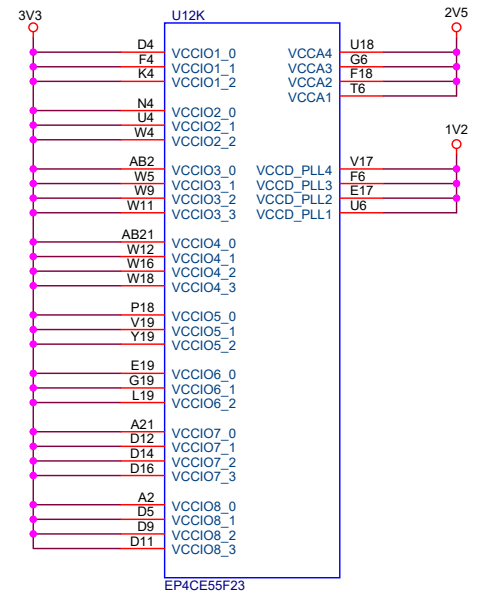 3V3
U12K
2V5
D4 VCCIO1_0
F4 VCCIO1_1
K4 VCCIO1_2
N4 VCCIO2_0
U4 VCCIO2_1
W4 VCCIO2_2
AB2 VCCIO3_0
W5 VCCIO3_1
W9 VCCIO3_2
W11 VCCIO3_3
AB21 VCCIO4_0
W12 VCCIO4_1
W16 VCCIO4_2
W18 VCCIO4_3
P18 VCCIO5_0
V19 VCCIO5_1
Y19 VCCIO5_2
E19 VCCIO6_0
G19 VCCIO6_1
L19 VCCIO6_2
A21 VCCIO7_0
D12 VCCIO7_1
D14 VCCIO7_2
D16 VCCIO7_3
A2 VCCIO8_0
D5 VCCIO8_1
D9 VCCIO8_2
D11 VCCIO8_3
VCCA4 U18
VCCA3 G6
VCCA2 F18
VCCA1 T6
1V2
VCCD_PLL4 V17
VCCD_PLL3 F6
VCCD_PLL2 E17
VCCD_PLL1 U6
EP4CE55F23